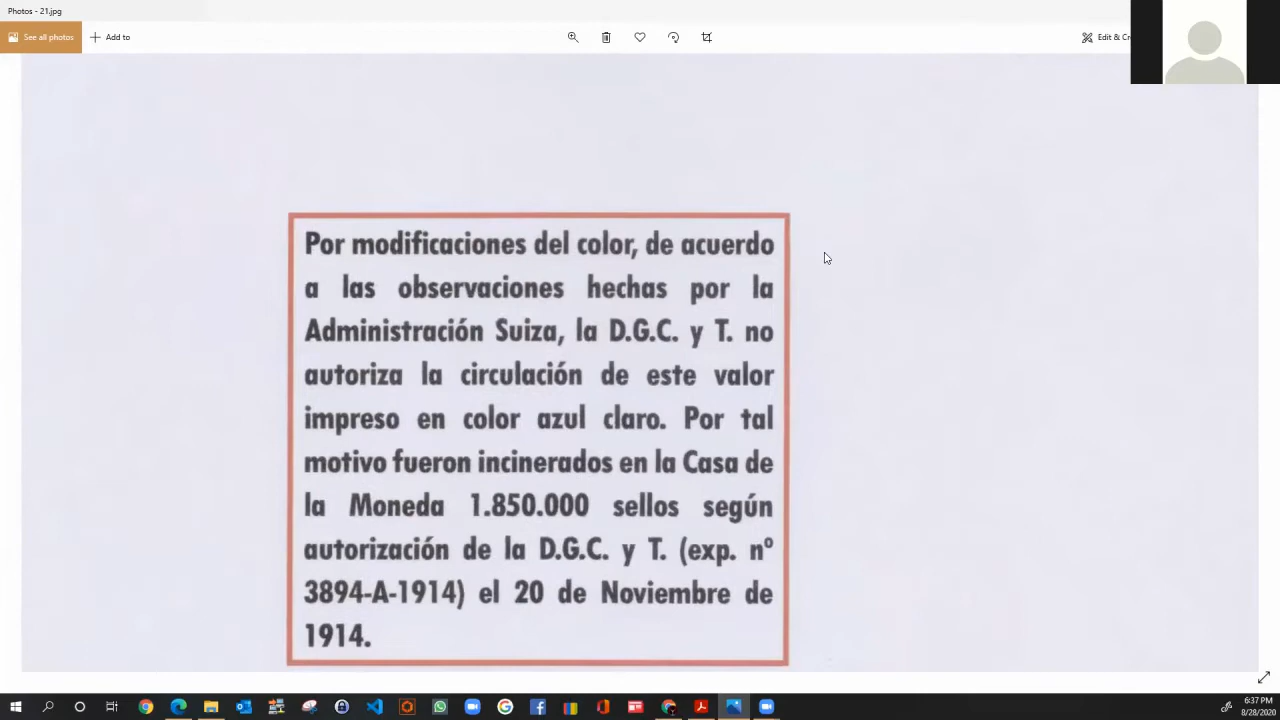 Photos - 21.jpg
See all photos
Add to
Edit & Cr
Por modificaciones del color, de acuerdo
a las observaciones hechas por la
Administración Suiza, la D.G.C. y T. no
autoriza la circulación de este valor
impreso en color azul claro. Por tal
motivo fueron incinerados en la Casa de
la Moneda 1.850.000 sellos según
autorización de la D.G.C. y T. (exp. nº
3894-A-1914) el 20 de Noviembre de
1914.
6:37 PM
8/28/2020